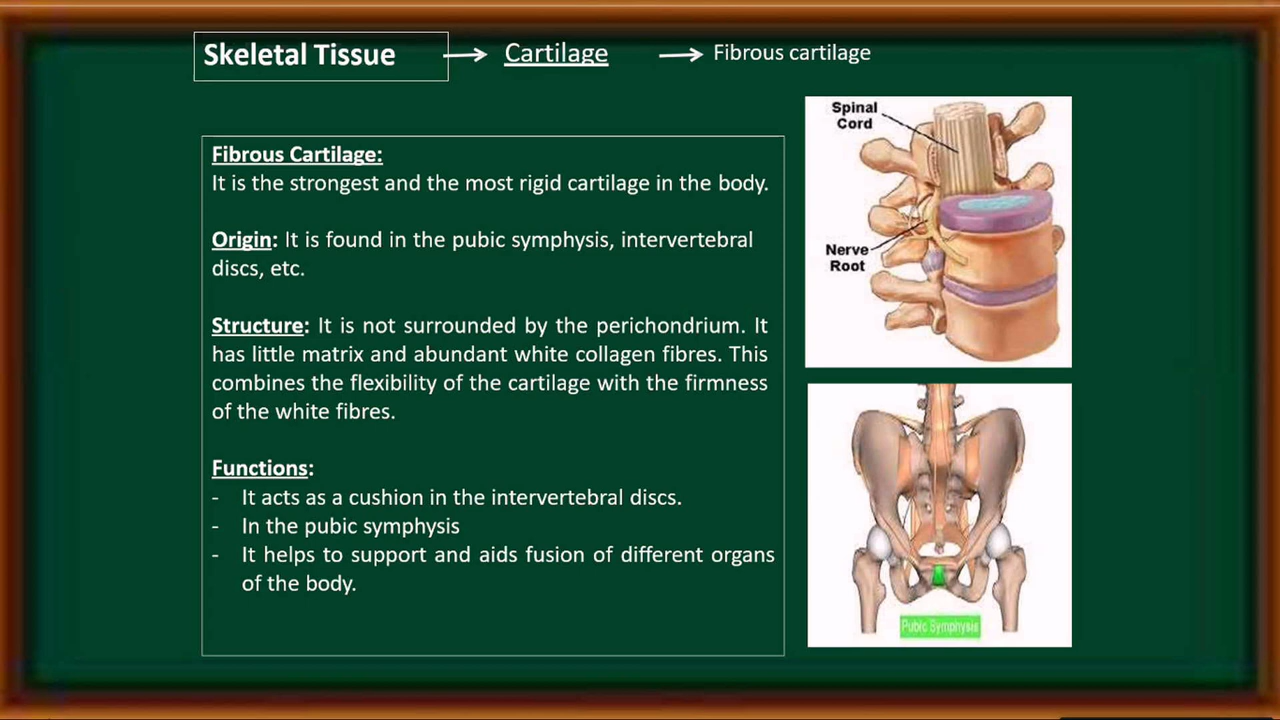 Skeletal Tissue → Cartilage → Fibrous cartilage
Fibrous Cartilage:
It is the strongest and the most rigid cartilage in the body.
Origin: It is found in the pubic symphysis, intervertebral
discs, etc.
Structure: It is not surrounded by the perichondrium. It
has little matrix and abundant white collagen fibres. This
combines the flexibility of the cartilage with the firmness
of the white fibres.
Functions:
- It acts as a cushion in the intervertebral discs.
- In the pubic symphysis
- It helps to support and aids fusion of different organs
of the body.
Spinal
Cord
Nerve
Root
Pubic Symphysis